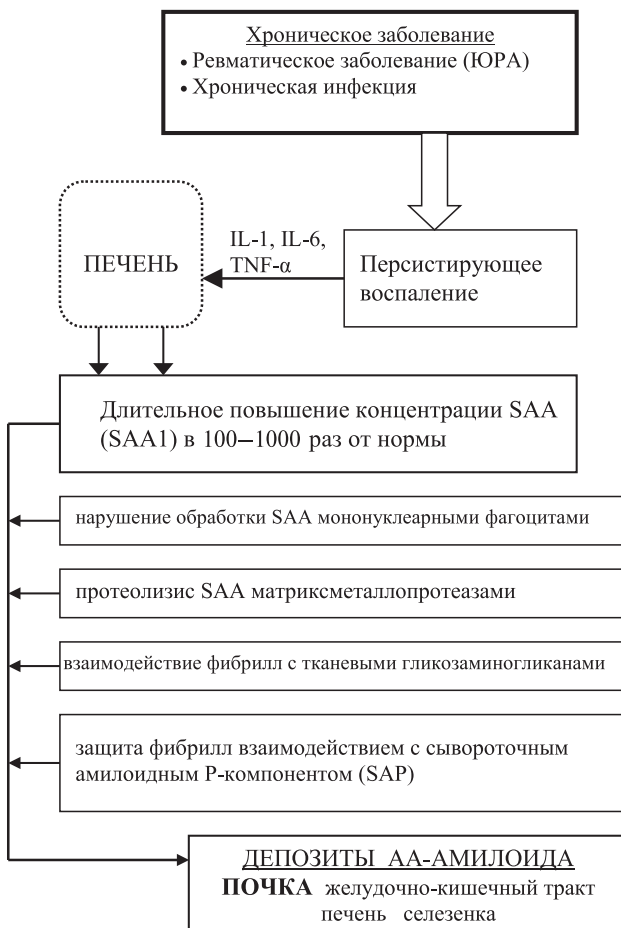 Хроническое заболевание
• Ревматическое заболевание (ЮРА)
• Хроническая инфекция
IL-1, IL-6,
TNF-α
ПЕЧЕНЬ
Персистирующее
воспаление
Длительное повышение концентрации SAA
(SAA1) в 100–1000 раз от нормы
нарушение обработки SAA мононуклеарными фагоцитами
протеолизис SAA матриксметаллопротеазами
взаимодействие фибрилл с тканевыми гликозаминогликанами
защита фибрилл взаимодействием с сывороточным
амилоидным P-компонентом (SAP)
ДЕПОЗИТЫ АА-АМИЛОИДА
ПОЧКА желудочно-кишечный тракт
печень селезенка